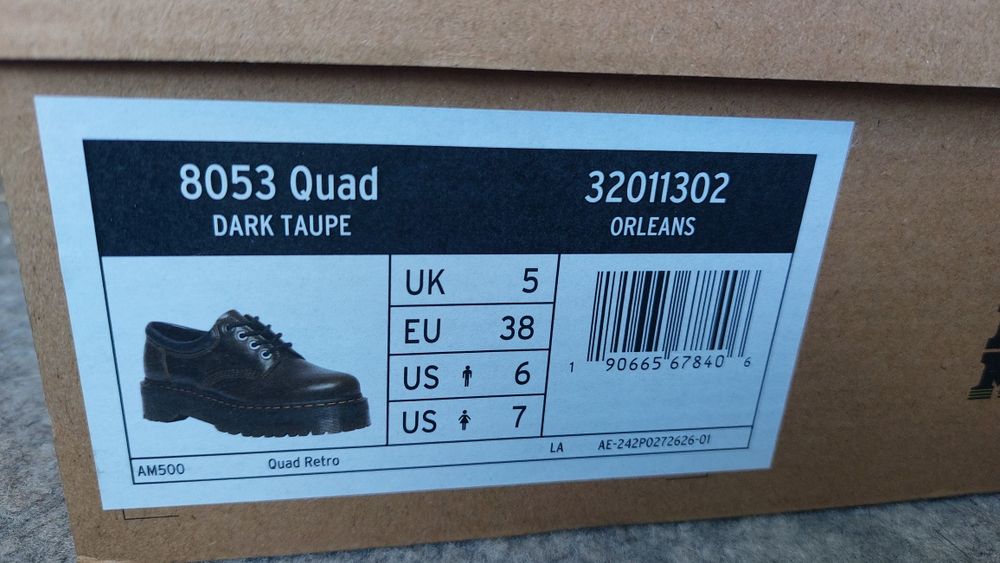 8053 Quad
DARK TAUPE
32011302
ORLEANS
UK 5
EU 38
US 6
US 7
1 90665 67840 6
AM500
Quad Retro
LA
AE-242P0272626-01